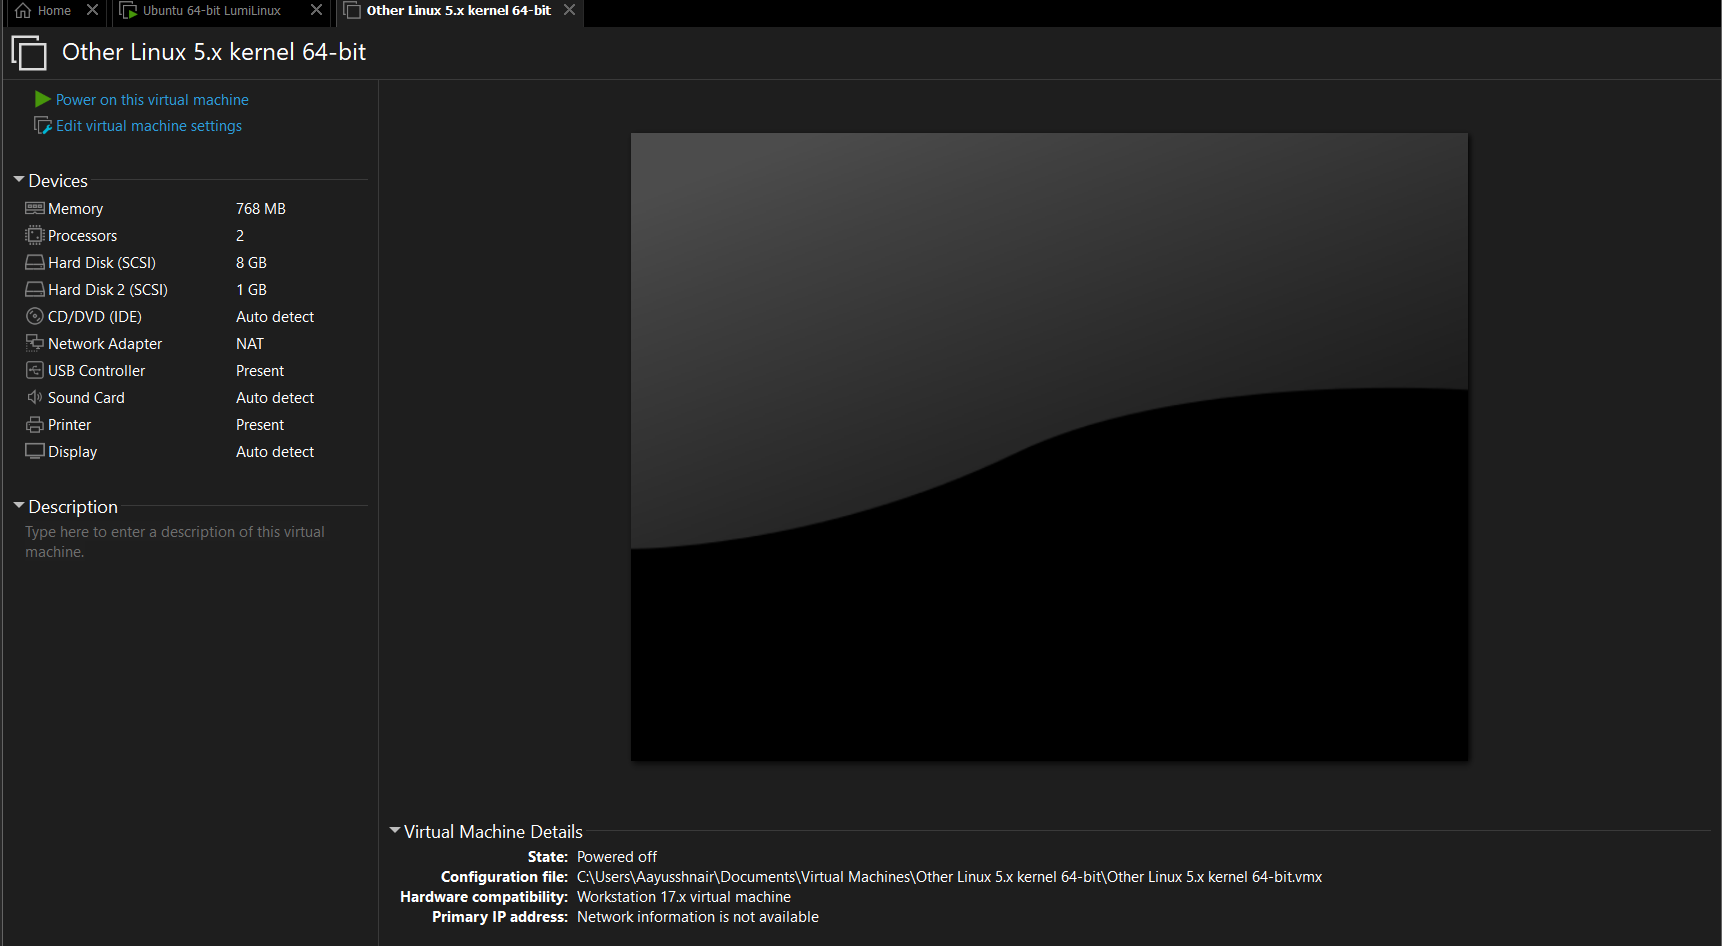 Home
Ubuntu 64-bit LumiLinux
Other Linux 5.x kernel 64-bit
Other Linux 5.x kernel 64-bit
Power on this virtual machine
Edit virtual machine settings
Devices
Memory 768 MB
Processors 2
Hard Disk (SCSI) 8 GB
Hard Disk 2 (SCSI) 1 GB
CD/DVD (IDE) Auto detect
Network Adapter NAT
USB Controller Present
Sound Card Auto detect
Printer Present
Display Auto detect
Description
Type here to enter a description of this virtual
machine.
Virtual Machine Details
State: Powered off
Configuration file: C:\Users\Aayusshnair\Documents\Virtual Machines\Other Linux 5.x kernel 64-bit\Other Linux 5.x kernel 64-bit.vmx
Hardware compatibility: Workstation 17.x virtual machine
Primary IP address: Network information is not available